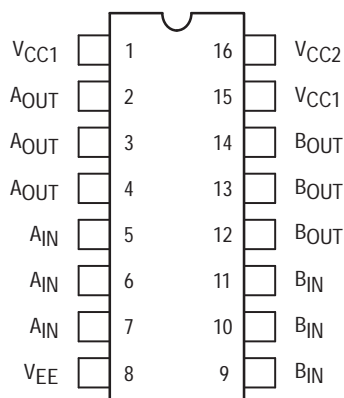 VCC1 1 16 VCC2
AOUT 2 15 VCC1
AOUT 3 14 BOUT
AOUT 4 13 BOUT
AIN 5 12 BOUT
AIN 6 11 BIN
AIN 7 10 BIN
VEE 8 9 BIN